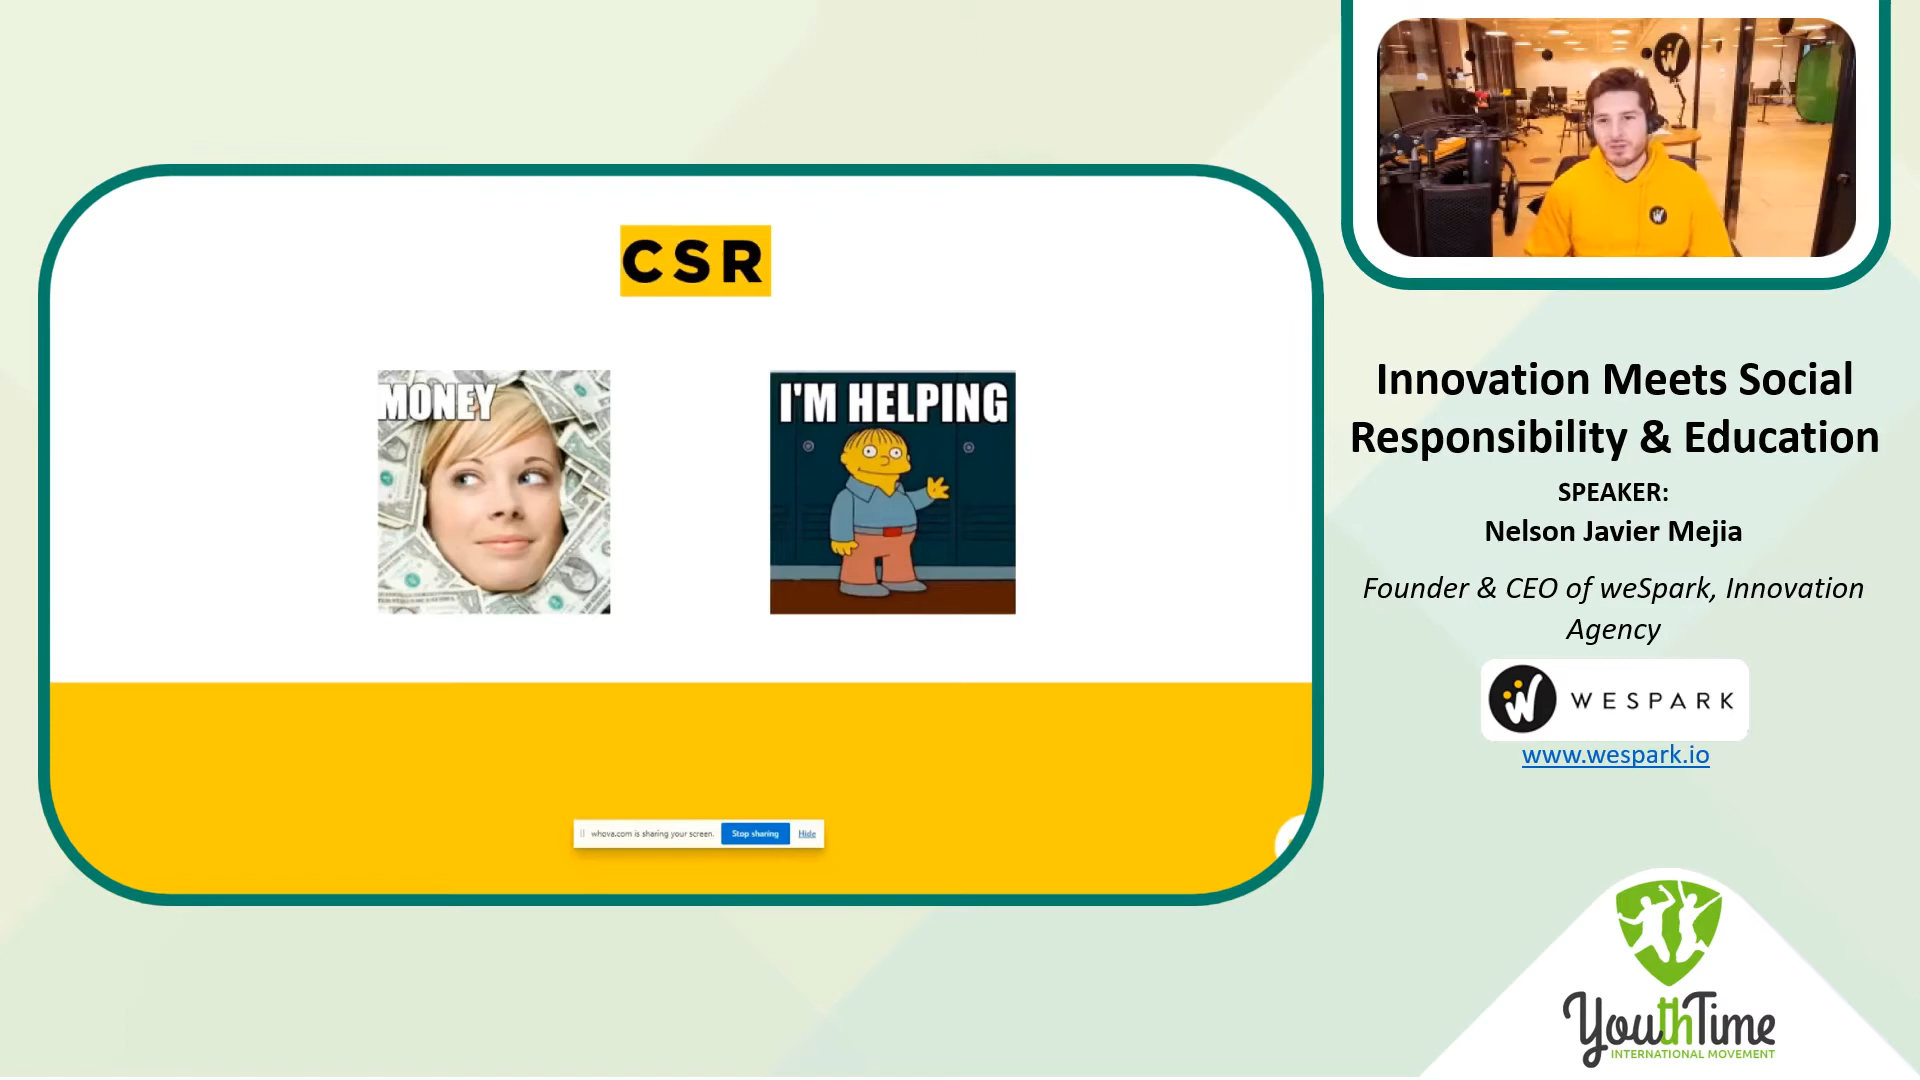 CSR
MONEY
I'M HELPING
whova.com is sharing your screen. Stop sharing Hide
Innovation Meets Social
Responsibility & Education
SPEAKER:
Nelson Javier Mejia
Founder & CEO of weSpark, Innovation
Agency
WESPARK
www.wespark.io
YouthTime
INTERNATIONAL MOVEMENT